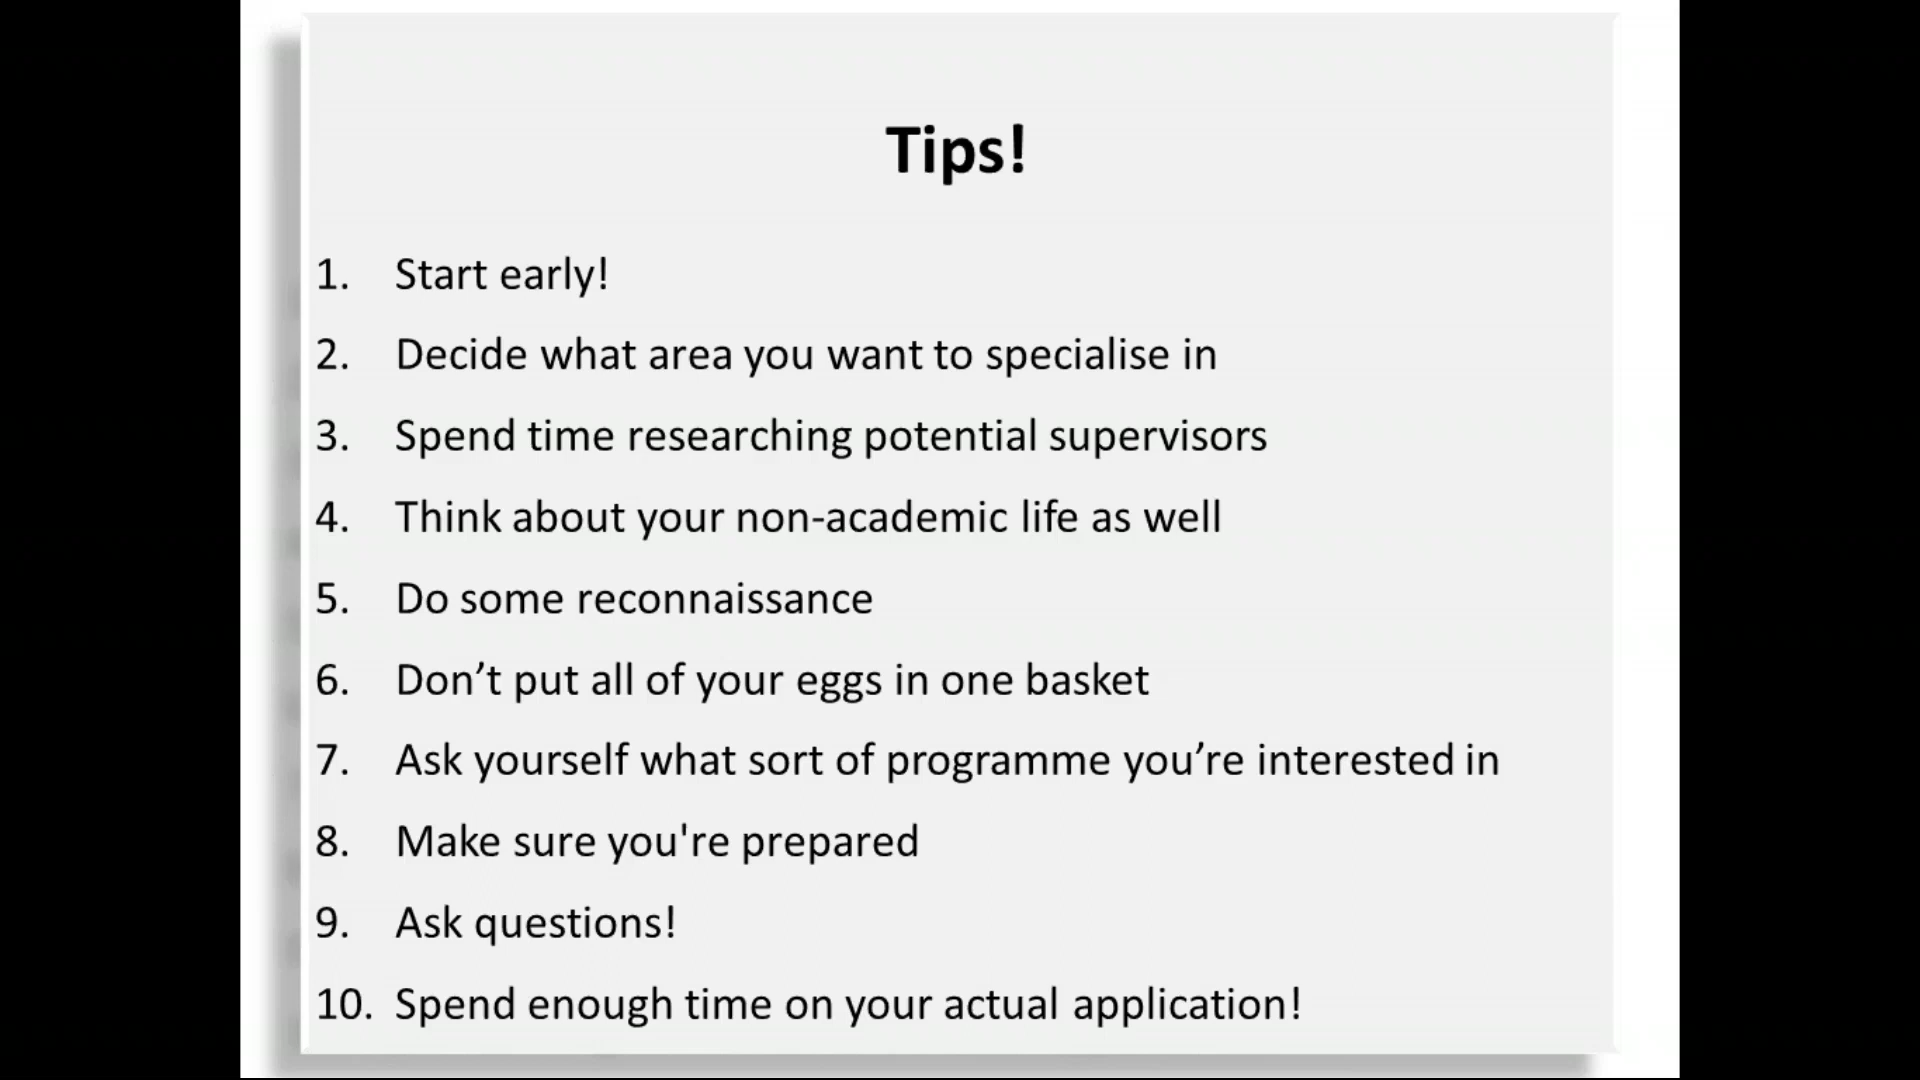 Tips!
1. Start early!
2. Decide what area you want to specialise in
3. Spend time researching potential supervisors
4. Think about your non-academic life as well
5. Do some reconnaissance
6. Don’t put all of your eggs in one basket
7. Ask yourself what sort of programme you’re interested in
8. Make sure you're prepared
9. Ask questions!
10. Spend enough time on your actual application!